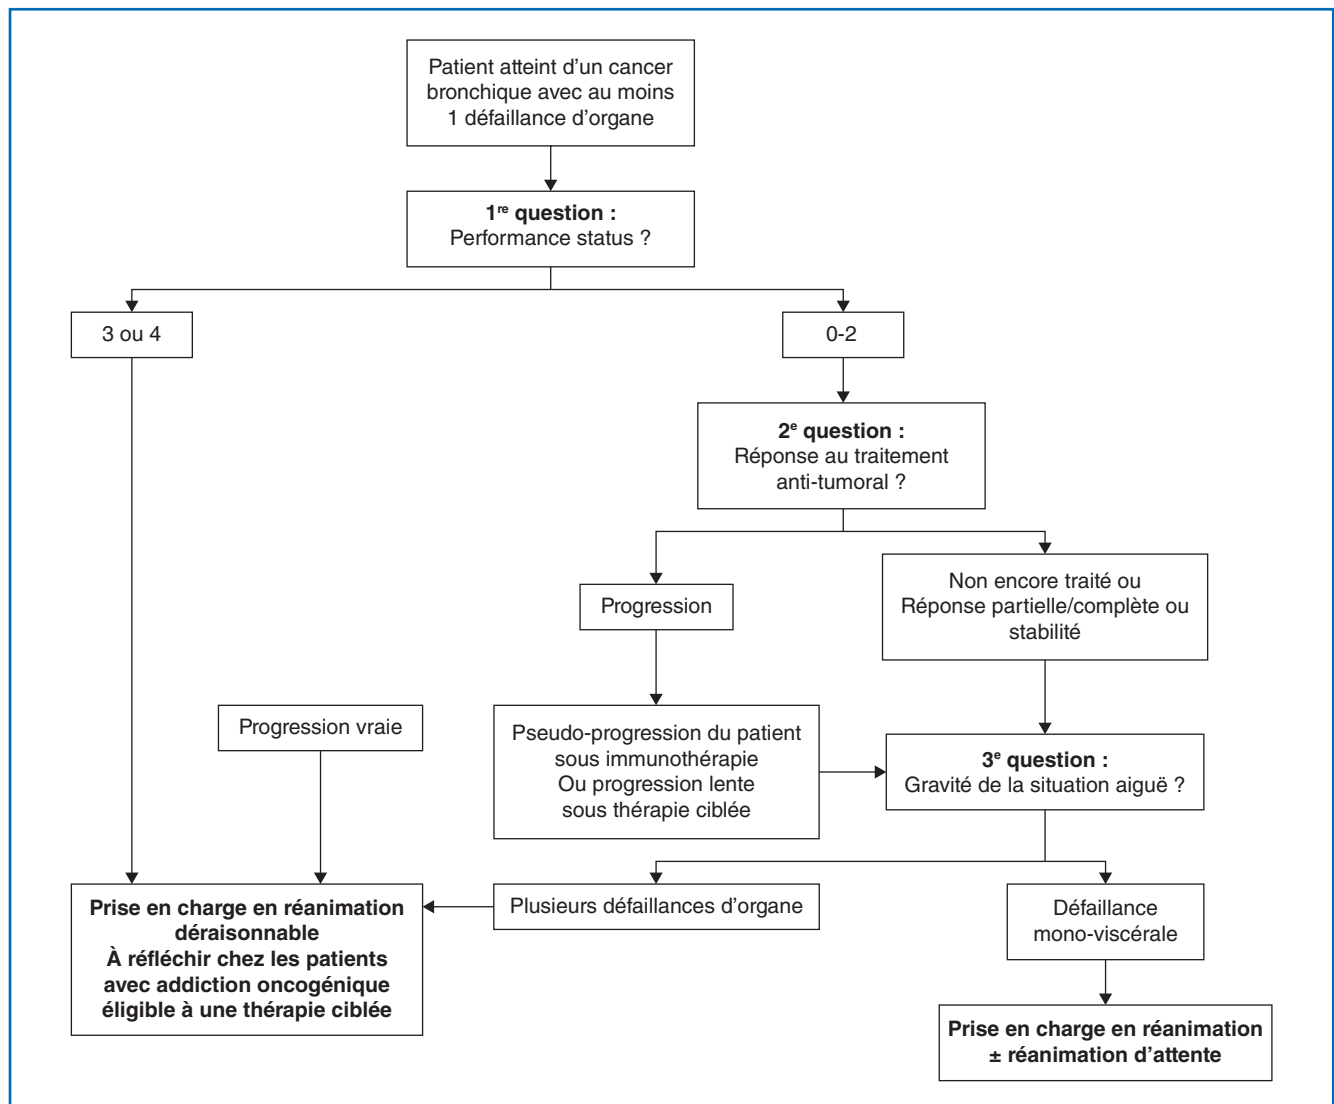 Patient atteint d'un cancer
bronchique avec au moins
1 défaillance d'organe
1re question :
Performance status ?
3 ou 4
0-2
2e question :
Réponse au traitement
anti-tumoral ?
Progression
Non encore traité ou
Réponse partielle/complète ou
stabilité
Progression vraie
Pseudo-progression du patient
sous immunothérapie
Ou progression lente
sous thérapie ciblée
3e question :
Gravité de la situation aiguë ?
Prise en charge en réanimation
déraisonnable
À réfléchir chez les patients
avec addiction oncogénique
éligible à une thérapie ciblée
Plusieurs défaillances d'organe
Défaillance
mono-viscérale
Prise en charge en réanimation
± réanimation d'attente